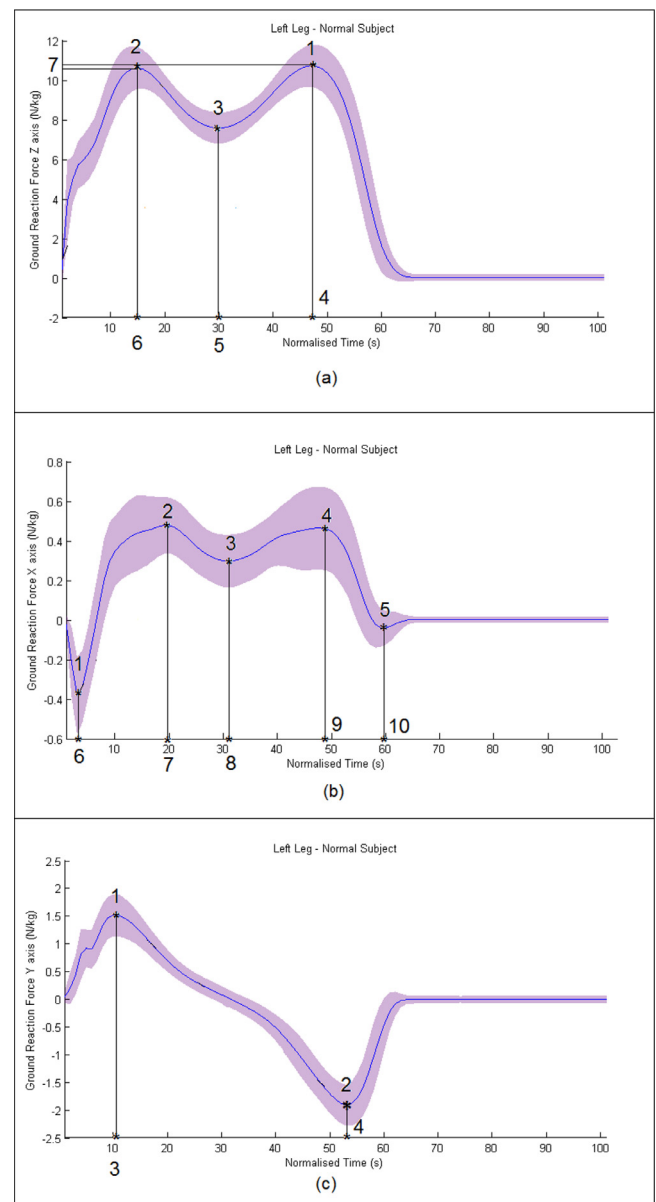 Left Leg - Normal Subject
Ground Reaction Force Z axis (N/kg)
12
10
8
6
4
2
0
-2
7
2
1
3
4
10 20 30 40 50 60 70 80 90 100
6 5
Normalised Time (s)
(a)
Left Leg - Normal Subject
Ground Reaction Force X axis (N/kg)
0.8
0.6
0.4
0.2
0
-0.2
-0.4
-0.6
2
4
3
5
1
9 10
10 20 30 40 50 60 70 80 90 100
6 7 8
Normalised Time (s)
(b)
Left Leg - Normal Subject
Ground Reaction Force Y axis (N/kg)
2.5
2
1.5
1
0.5
0
-0.5
-1
-1.5
-2
-2.5
1
2
4
10 20 30 40 50 60 70 80 90 100
3
Normalised Time (s)
(c)